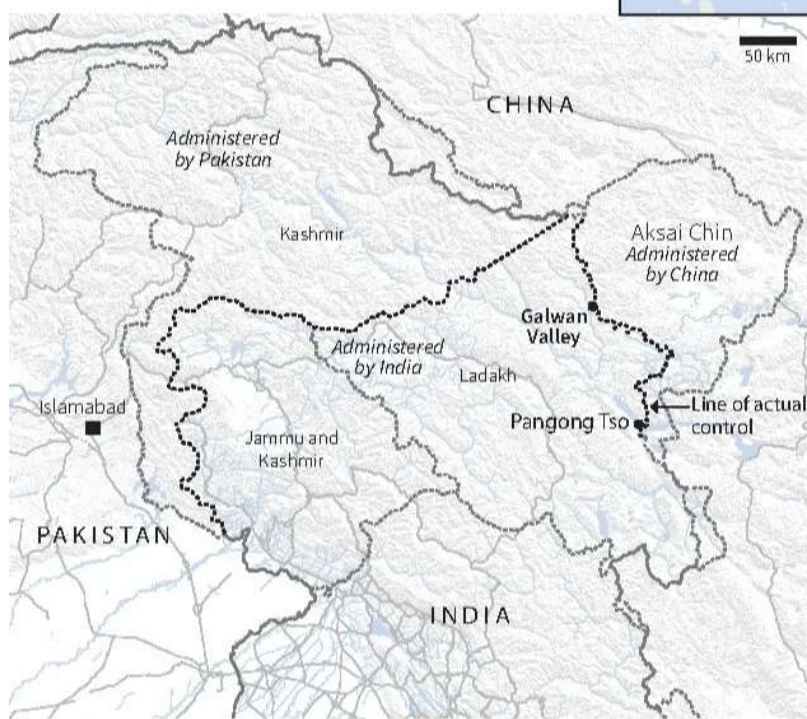 50 km
CHINA
Administered
by Pakistan
Kashmir
Aksai Chin
Administered
by China
Galwan
Valley
Administered
by India
Ladakh
Line of actual
control
Islamabad
Pangong Tso
Jammu and
Kashmir
PAKISTAN
INDIA